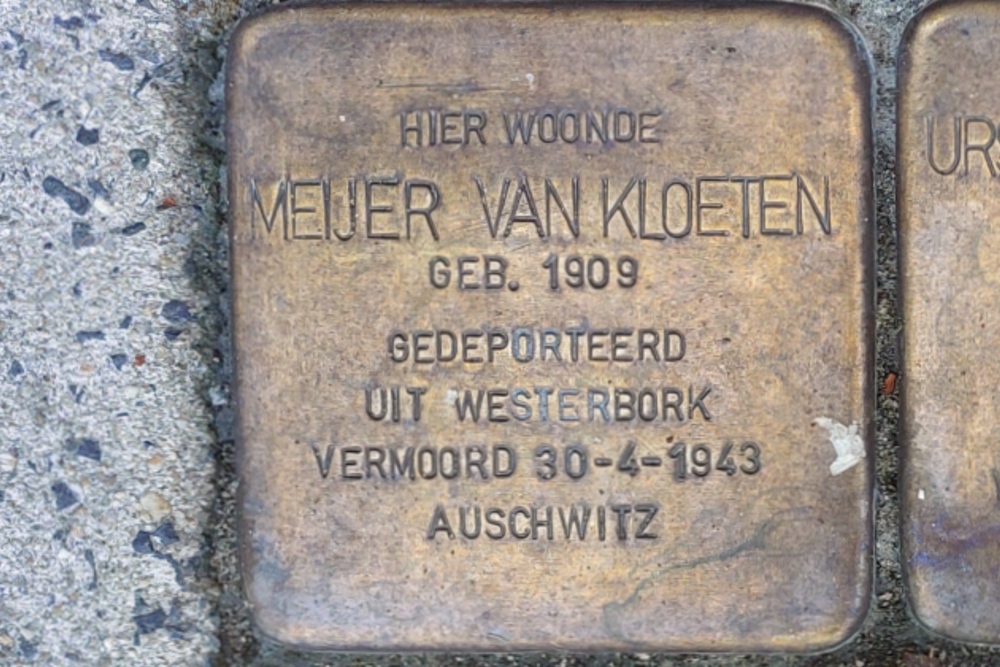 HIER WOONDE
MEIJER VAN KLOETEN
GEB. 1909
GEDEPORTEERD
UIT WESTERBORK
VERMOORD 30-4-1943
AUSCHWITZ